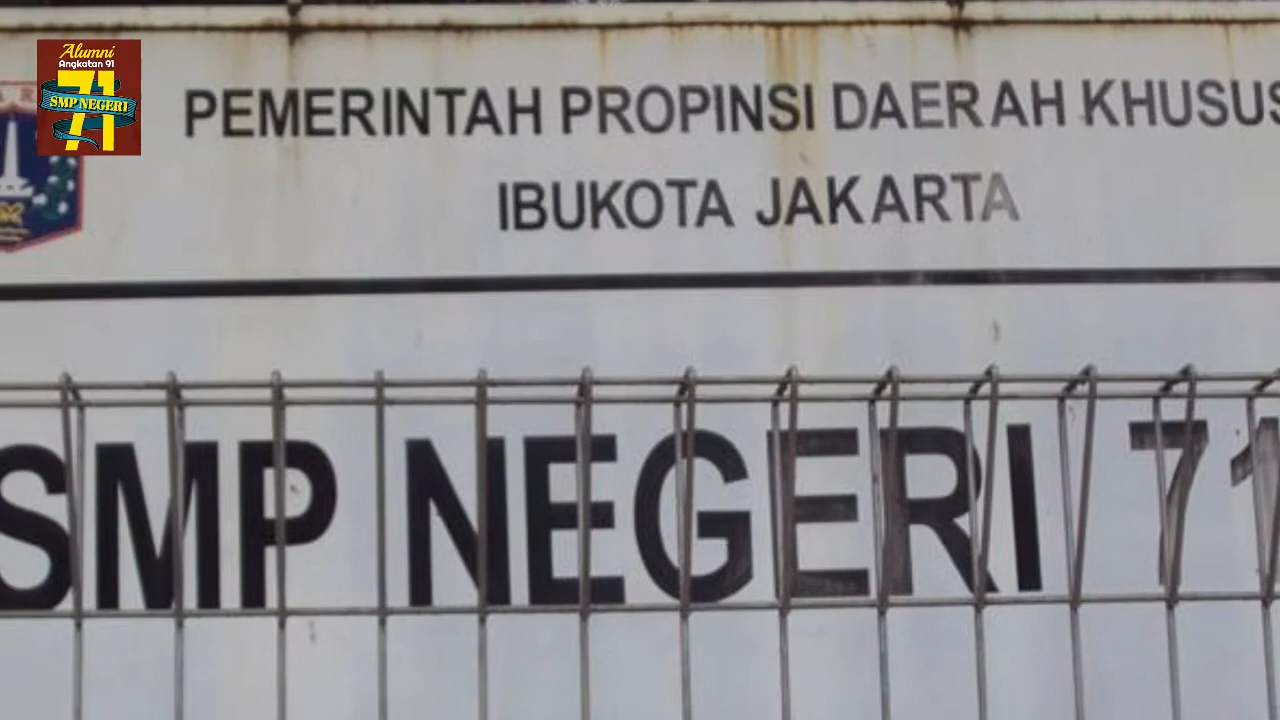 Alumni
Angkatan 91
71
SMP NEGERI
PEMERINTAH PROPINSI DAERAH KHUSUS
IBUKOTA JAKARTA
SMP NEGERI 71